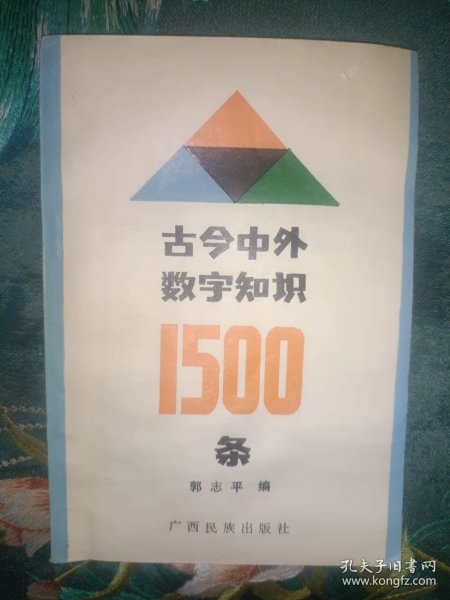 古今中外
数字知识
1500
条
郭志平 编
广西民族出版社
孔夫子旧书网
www.kongfz.com